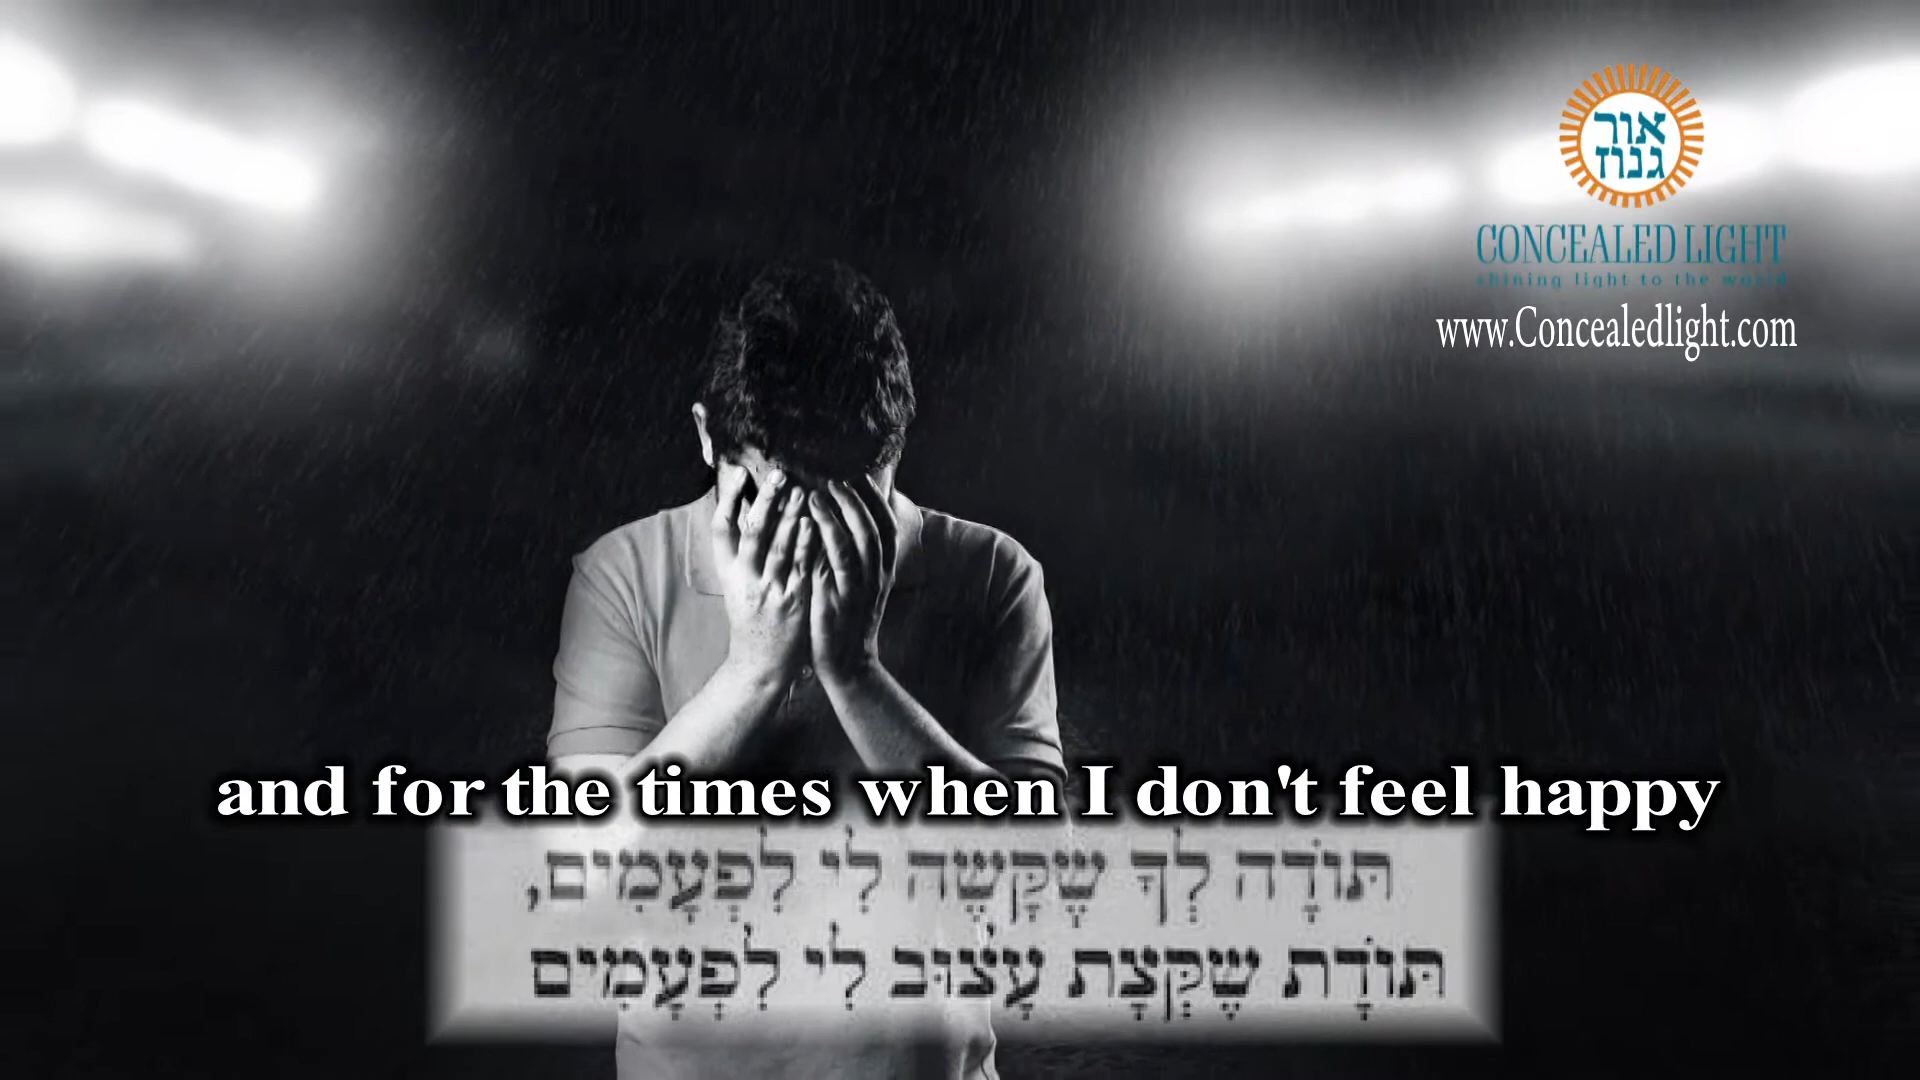 אור
גנוז
CONCEALED LIGHT
shining light to the world
www.Concealedlight.com
and for the times when I don't feel happy
תּוֹדָה לְךָ שֶׁקָּשֶׁה לִי לִפְעָמִים,
תּוֹדָת שֶׁקְּצָת עָצוּב לִי לִפְעָמִים